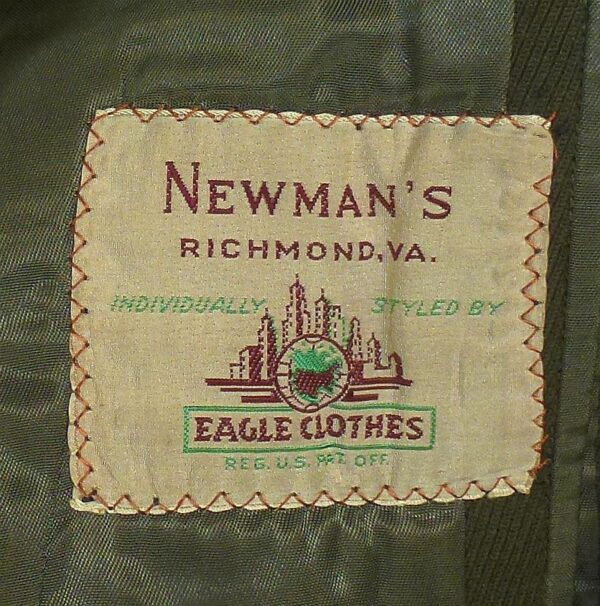 NEWMAN'S
RICHMOND, VA.
INDIVIDUALLY STYLED BY
EAGLE CLOTHES
REG. U.S. PAT. OFF.